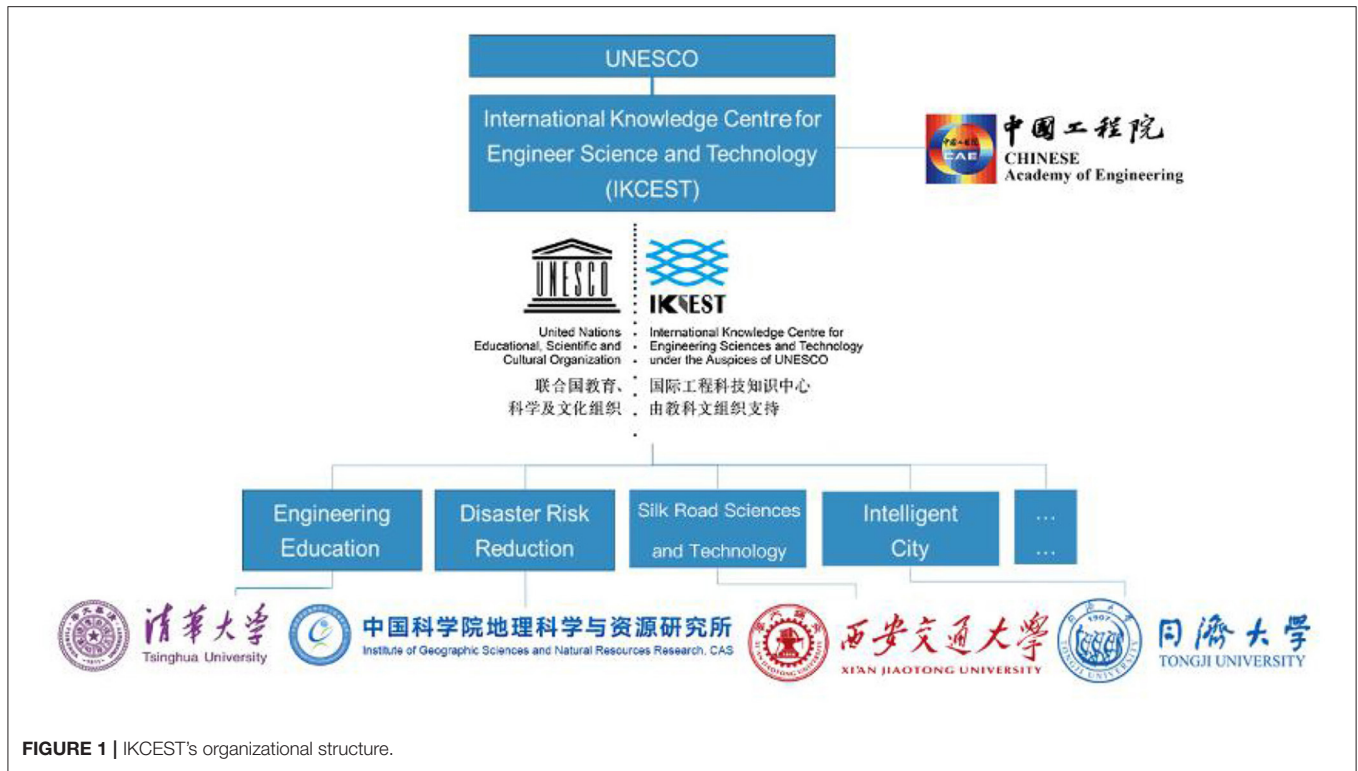 UNESCO
International Knowledge Centre for
Engineer Science and Technology
(IKCEST)
中國工程院
CAE
CHINESE
Academy of Engineering
UNESCO
IKCEST
United Nations
Educational, Scientific and
Cultural Organization
International Knowledge Centre for
Engineering Sciences and Technology
under the Auspices of UNESCO
联合国教育、
科学及文化组织
国际工程科技知识中心
由教科文组织支持
Engineering
Education
Disaster Risk
Reduction
Silk Road Sciences
and Technology
Intelligent
City
...
...
清華大学
Tsinghua University
中国科学院地理科学与资源研究所
Institute of Geographic Sciences and Natural Resources Research, CAS
西安交通大学
XI'AN JIAOTONG UNIVERSITY
1907
同濟大学
TONGJI UNIVERSITY
FIGURE 1 | IKCEST's organizational structure.